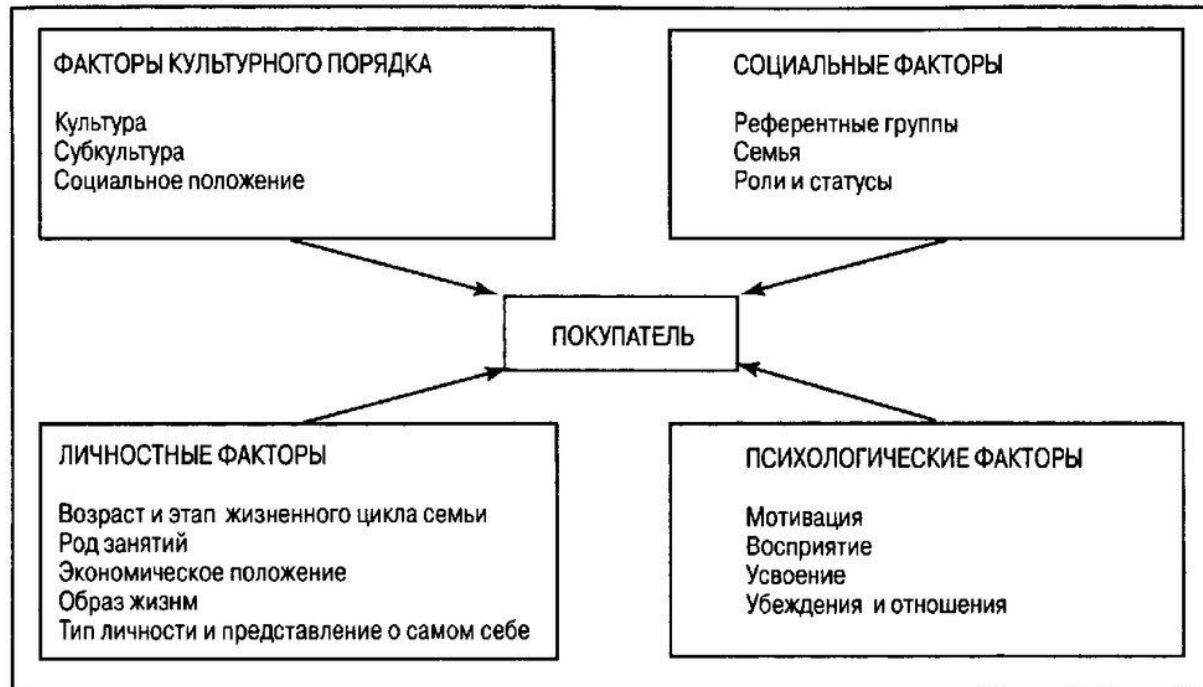 ФАКТОРЫ КУЛЬТУРНОГО ПОРЯДКА
Культура
Субкультура
Социальное положение
СОЦИАЛЬНЫЕ ФАКТОРЫ
Референтные группы
Семья
Роли и статусы
ПОКУПАТЕЛЬ
ЛИЧНОСТНЫЕ ФАКТОРЫ
Возраст и этап жизненного цикла семьи
Род занятий
Экономическое положение
Образ жизнм
Тип личности и представление о самом себе
ПСИХОЛОГИЧЕСКИЕ ФАКТОРЫ
Мотивация
Восприятие
Усвоение
Убеждения и отношения